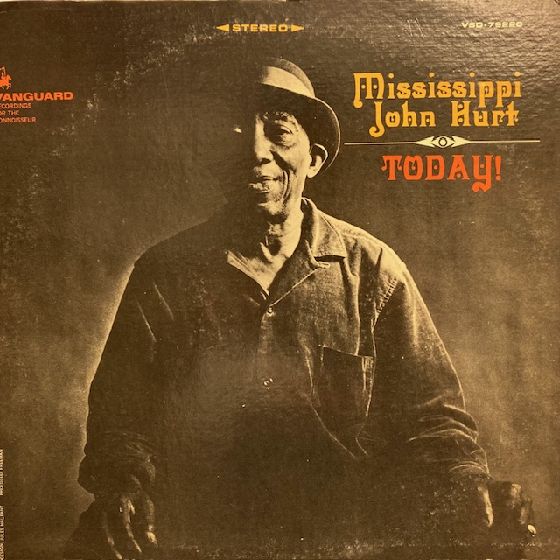 STEREO
VSD-79220
VANGUARD
RECORDINGS
FOR THE
CONNOISSEUR
Mississippi
John Hurt
TODAY!